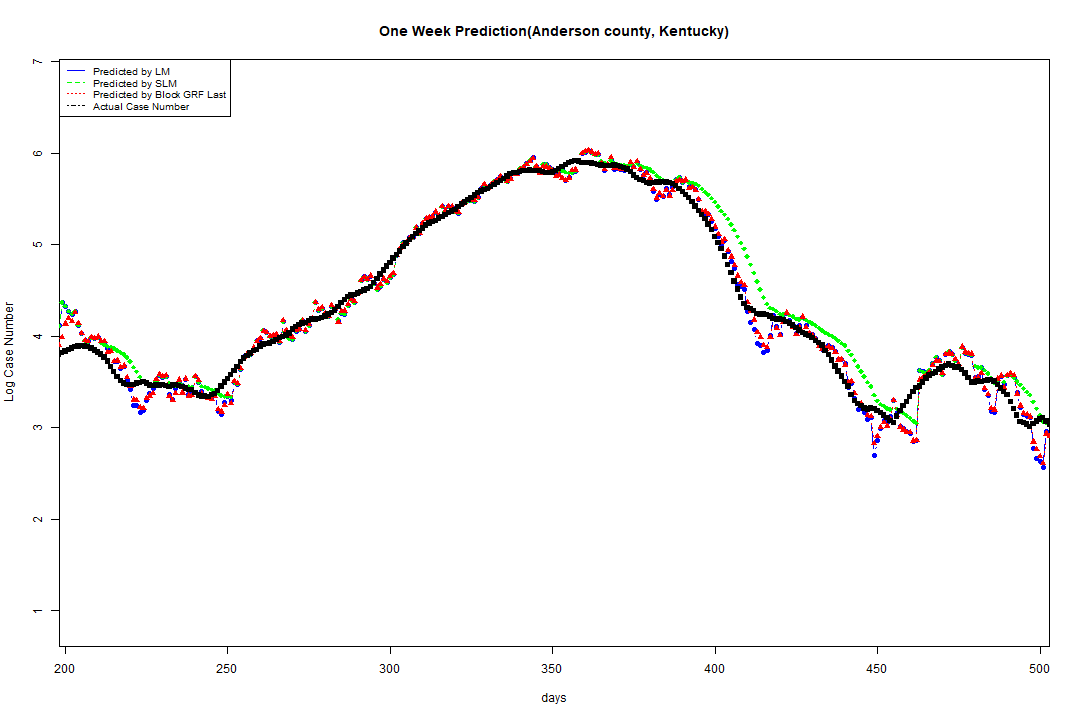 One Week Prediction(Anderson county, Kentucky)
Predicted by LM
Predicted by SLM
Predicted by Block GRF Last
Actual Case Number
Log Case Number
7
6
5
4
3
2
1
200 250 300 350 400 450 500
days